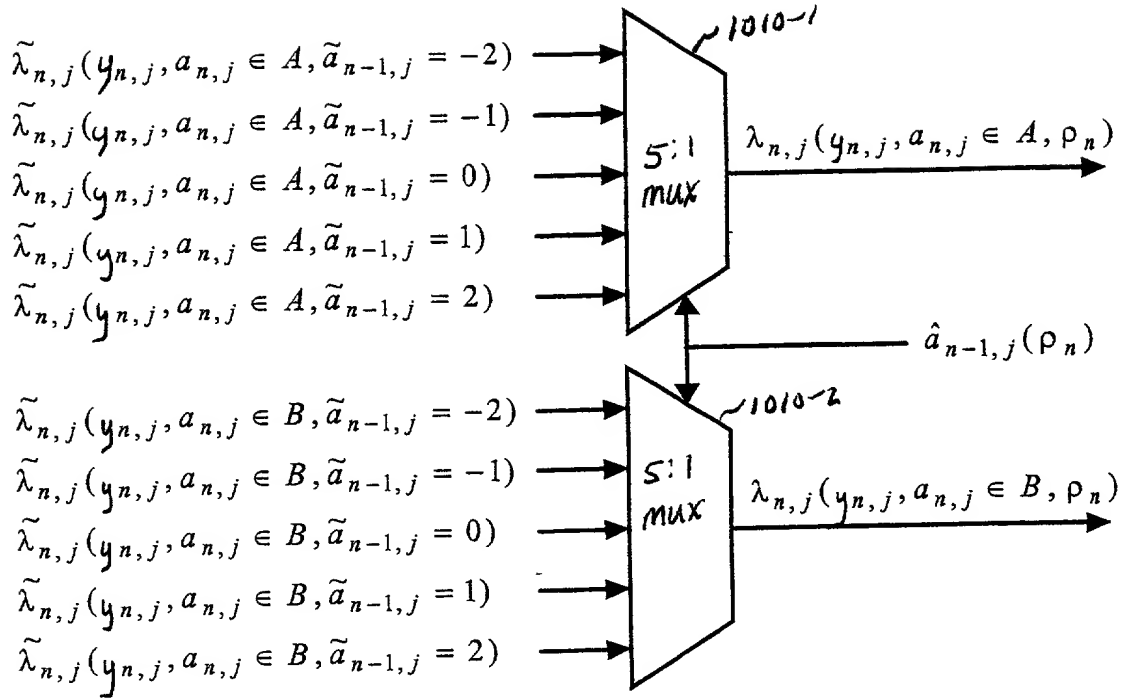 1010-1
λ̃n,j(yn,j, an,j ∈ A, ãn-1,j = -2)
λ̃n,j(yn,j, an,j ∈ A, ãn-1,j = -1)
λ̃n,j(yn,j, an,j ∈ A, ãn-1,j = 0)
λ̃n,j(yn,j, an,j ∈ A, ãn-1,j = 1)
λ̃n,j(yn,j, an,j ∈ A, ãn-1,j = 2)
5:1
mux
λn,j(yn,j, an,j ∈ A, ρn)
ân-1,j(ρn)
1010-2
λ̃n,j(yn,j, an,j ∈ B, ãn-1,j = -2)
λ̃n,j(yn,j, an,j ∈ B, ãn-1,j = -1)
λ̃n,j(yn,j, an,j ∈ B, ãn-1,j = 0)
λ̃n,j(yn,j, an,j ∈ B, ãn-1,j = 1)
λ̃n,j(yn,j, an,j ∈ B, ãn-1,j = 2)
5:1
mux
λn,j(yn,j, an,j ∈ B, ρn)